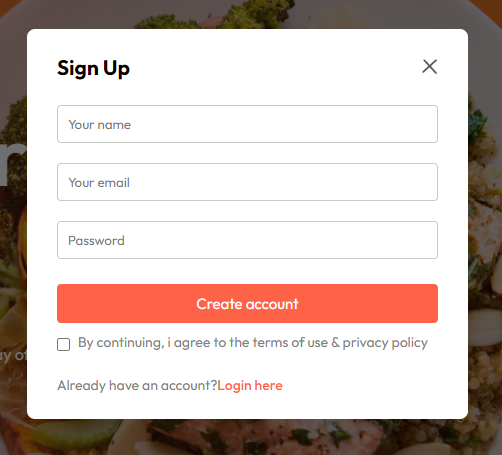 Sign Up
Your name
Your email
Password
Create account
By continuing, i agree to the terms of use & privacy policy
Already have an account?Login here